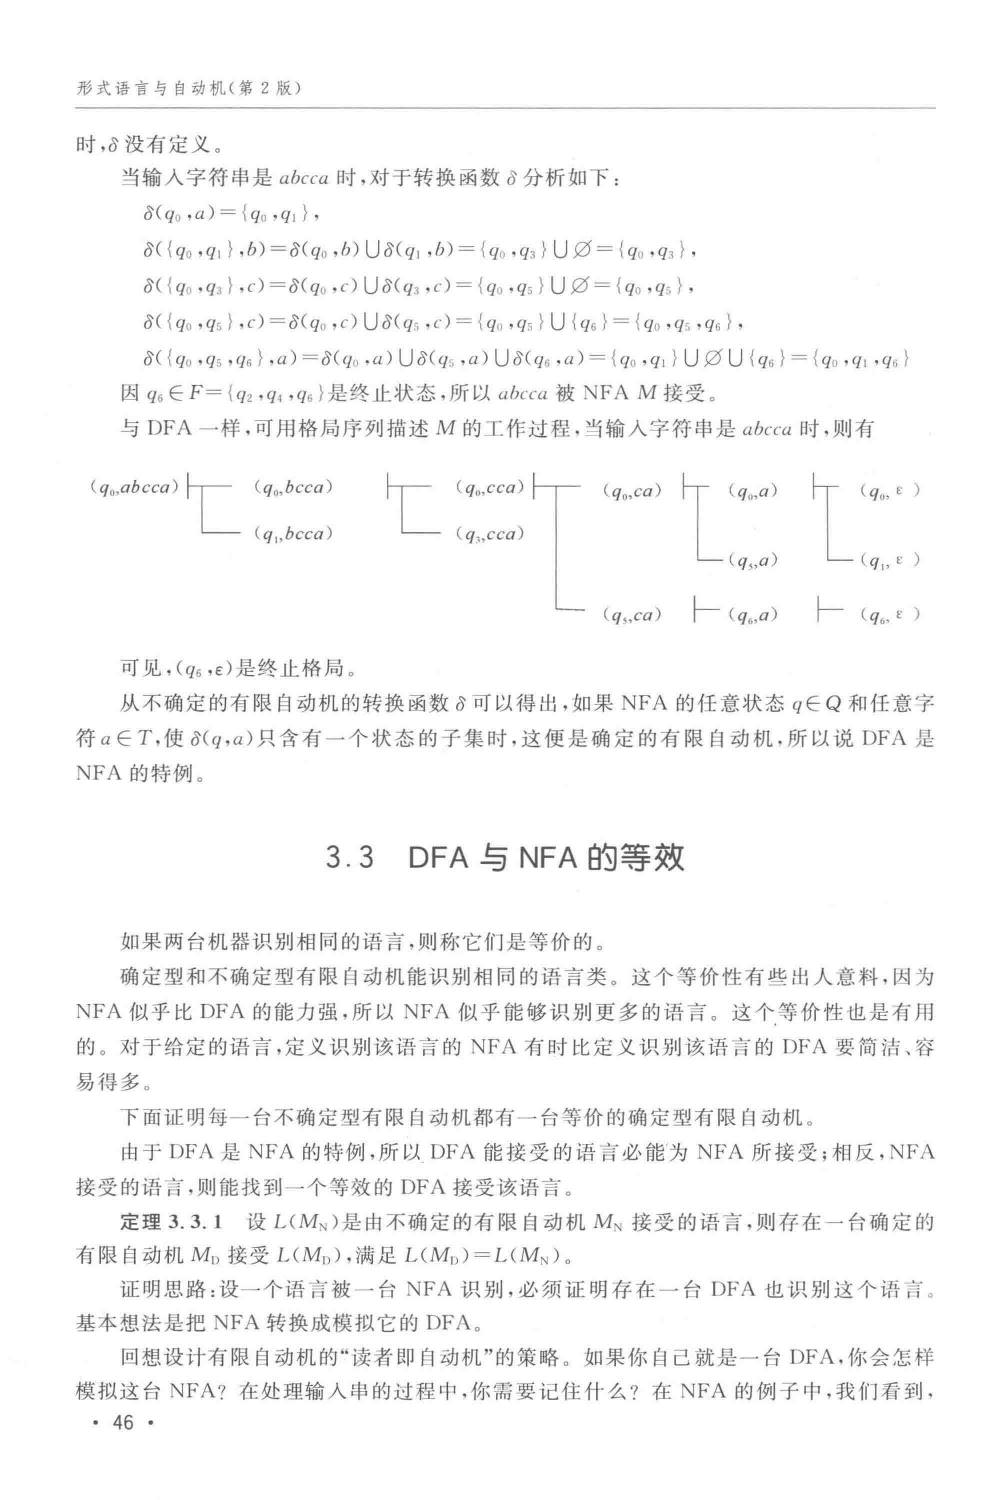 形式语言与自动机(第2版)
时,δ没有定义。
当输入字符串是 abcca 时,对于转换函数 δ 分析如下:
δ(q₀,a)={q₀,q₁},
δ({q₀,q₁},b)=δ(q₀,b)∪δ(q₁,b)={q₀,q₃}∪∅={q₀,q₃},
δ({q₀,q₃},c)=δ(q₀,c)∪δ(q₃,c)={q₀,q₅}∪∅={q₀,q₅},
δ({q₀,q₅},c)=δ(q₀,c)∪δ(q₅,c)={q₀,q₅}∪{q₆}={q₀,q₅,q₆},
δ({q₀,q₅,q₆},a)=δ(q₀,a)∪δ(q₅,a)∪δ(q₆,a)={q₀,q₁}∪∅∪{q₆}={q₀,q₁,q₆}
因 q₆∈F={q₂,q₄,q₆}是终止状态,所以 abcca 被 NFA M 接受。
与 DFA 一样,可用格局序列描述 M 的工作过程,当输入字符串是 abcca 时,则有
(q₀,abcca) ⊢ (q₀,bcca) ⊢ (q₀,cca) ⊢ (q₀,ca) ⊢ (q₀,a) ⊢ (q₀,ε)
(q₁,bcca) (q₃,cca)
(q₅,a) (q₁,ε)
(q₅,ca) ⊢ (q₆,a) ⊢ (q₆,ε)
可见,(q₆,ε)是终止格局。
从不确定的有限自动机的转换函数 δ 可以得出,如果 NFA 的任意状态 q∈Q 和任意字
符 a∈T,使 δ(q,a)只含有一个状态的子集时,这便是确定的有限自动机,所以说 DFA 是
NFA 的特例。
3.3 DFA 与 NFA 的等效
如果两台机器识别相同的语言,则称它们是等价的。
确定型和不确定型有限自动机能识别相同的语言类。这个等价性有些出人意料,因为
NFA 似乎比 DFA 的能力强,所以 NFA 似乎能够识别更多的语言。这个等价性也是有用
的。对于给定的语言,定义识别该语言的 NFA 有时比定义识别该语言的 DFA 要简洁、容
易得多。
下面证明每一台不确定型有限自动机都有一台等价的确定型有限自动机。
由于 DFA 是 NFA 的特例,所以 DFA 能接受的语言必能为 NFA 所接受;相反,NFA
接受的语言,则能找到一个等效的 DFA 接受该语言。
定理 3.3.1 设 L(M_N)是由不确定的有限自动机 M_N 接受的语言,则存在一台确定的
有限自动机 M_D 接受 L(M_D),满足 L(M_D)=L(M_N)。
证明思路:设一个语言被一台 NFA 识别,必须证明存在一台 DFA 也识别这个语言。
基本想法是把 NFA 转换成模拟它的 DFA。
回想设计有限自动机的“读者即自动机”的策略。如果你自己就是一台 DFA,你会怎样
模拟这台 NFA? 在处理输入串的过程中,你需要记住什么? 在 NFA 的例子中,我们看到,
• 46 •